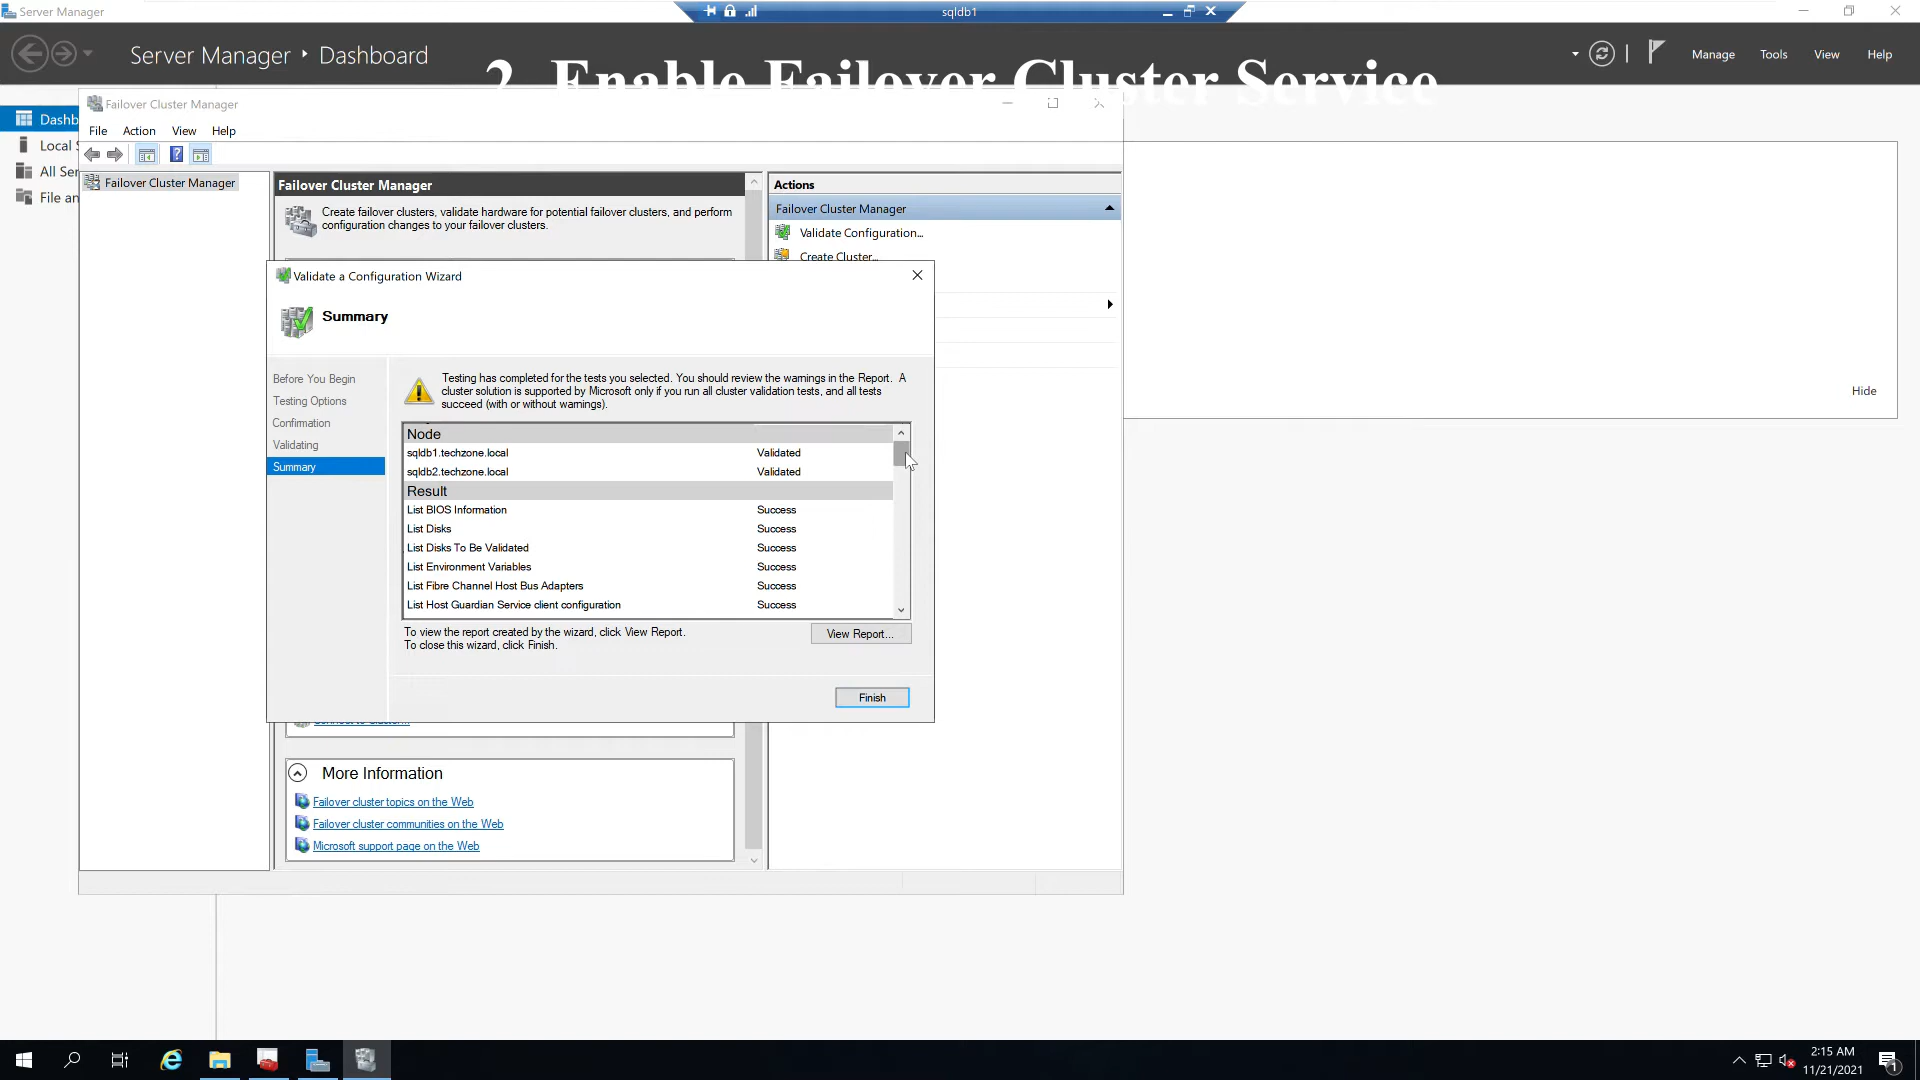 Server Manager
sqldb1
Server Manager
Dashboard
Manage
Tools
View
Help
2. Enable Failover Cluster Service
Failover Cluster Manager
File
Action
View
Help
Failover Cluster Manager
Failover Cluster Manager
Create failover clusters, validate hardware for potential failover clusters, and perform
configuration changes to your failover clusters.
Actions
Failover Cluster Manager
Validate Configuration...
Create Cluster...
Validate a Configuration Wizard
Summary
Before You Begin
Testing Options
Confirmation
Validating
Summary
Testing has completed for the tests you selected. You should review the warnings in the Report. A
cluster solution is supported by Microsoft only if you run all cluster validation tests, and all tests
succeed (with or without warnings).
Node
sqldb1.techzone.local Validated
sqldb2.techzone.local Validated
Result
List BIOS Information Success
List Disks Success
List Disks To Be Validated Success
List Environment Variables Success
List Fibre Channel Host Bus Adapters Success
List Host Guardian Service client configuration Success
To view the report created by the wizard, click View Report.
To close this wizard, click Finish.
View Report...
Finish
Hide
More Information
Failover cluster topics on the Web
Failover cluster communities on the Web
Microsoft support page on the Web
2:15 AM
11/21/2021
1